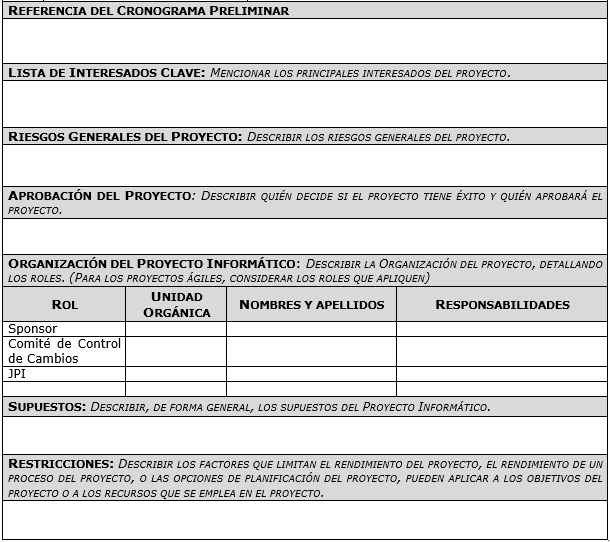 REFERENCIA DEL CRONOGRAMA PRELIMINAR
LISTA DE INTERESADOS CLAVE: MENCIONAR LOS PRINCIPALES INTERESADOS DEL PROYECTO.
RIESGOS GENERALES DEL PROYECTO: DESCRIBIR LOS RIESGOS GENERALES DEL PROYECTO.
APROBACIÓN DEL PROYECTO: DESCRIBIR QUIÉN DECIDE SI EL PROYECTO TIENE ÉXITO Y QUIÉN APROBARÁ EL
PROYECTO.
ORGANIZACIÓN DEL PROYECTO INFORMÁTICO: DESCRIBIR LA ORGANIZACIÓN DEL PROYECTO, DETALLANDO
LOS ROLES. (PARA LOS PROYECTOS ÁGILES, CONSIDERAR LOS ROLES QUE APLIQUEN)
ROL UNIDAD ORGÁNICA NOMBRES Y APELLIDOS RESPONSABILIDADES
Sponsor
Comité de Control
de Cambios
JPI
SUPUESTOS: DESCRIBIR, DE FORMA GENERAL, LOS SUPUESTOS DEL PROYECTO INFORMÁTICO.
RESTRICCIONES: DESCRIBIR LOS FACTORES QUE LIMITAN EL RENDIMIENTO DEL PROYECTO, EL RENDIMIENTO DE UN
PROCESO DEL PROYECTO, O LAS OPCIONES DE PLANIFICACIÓN DEL PROYECTO, PUEDEN APLICAR A LOS OBJETIVOS DEL
PROYECTO O A LOS RECURSOS QUE SE EMPLEA EN EL PROYECTO.